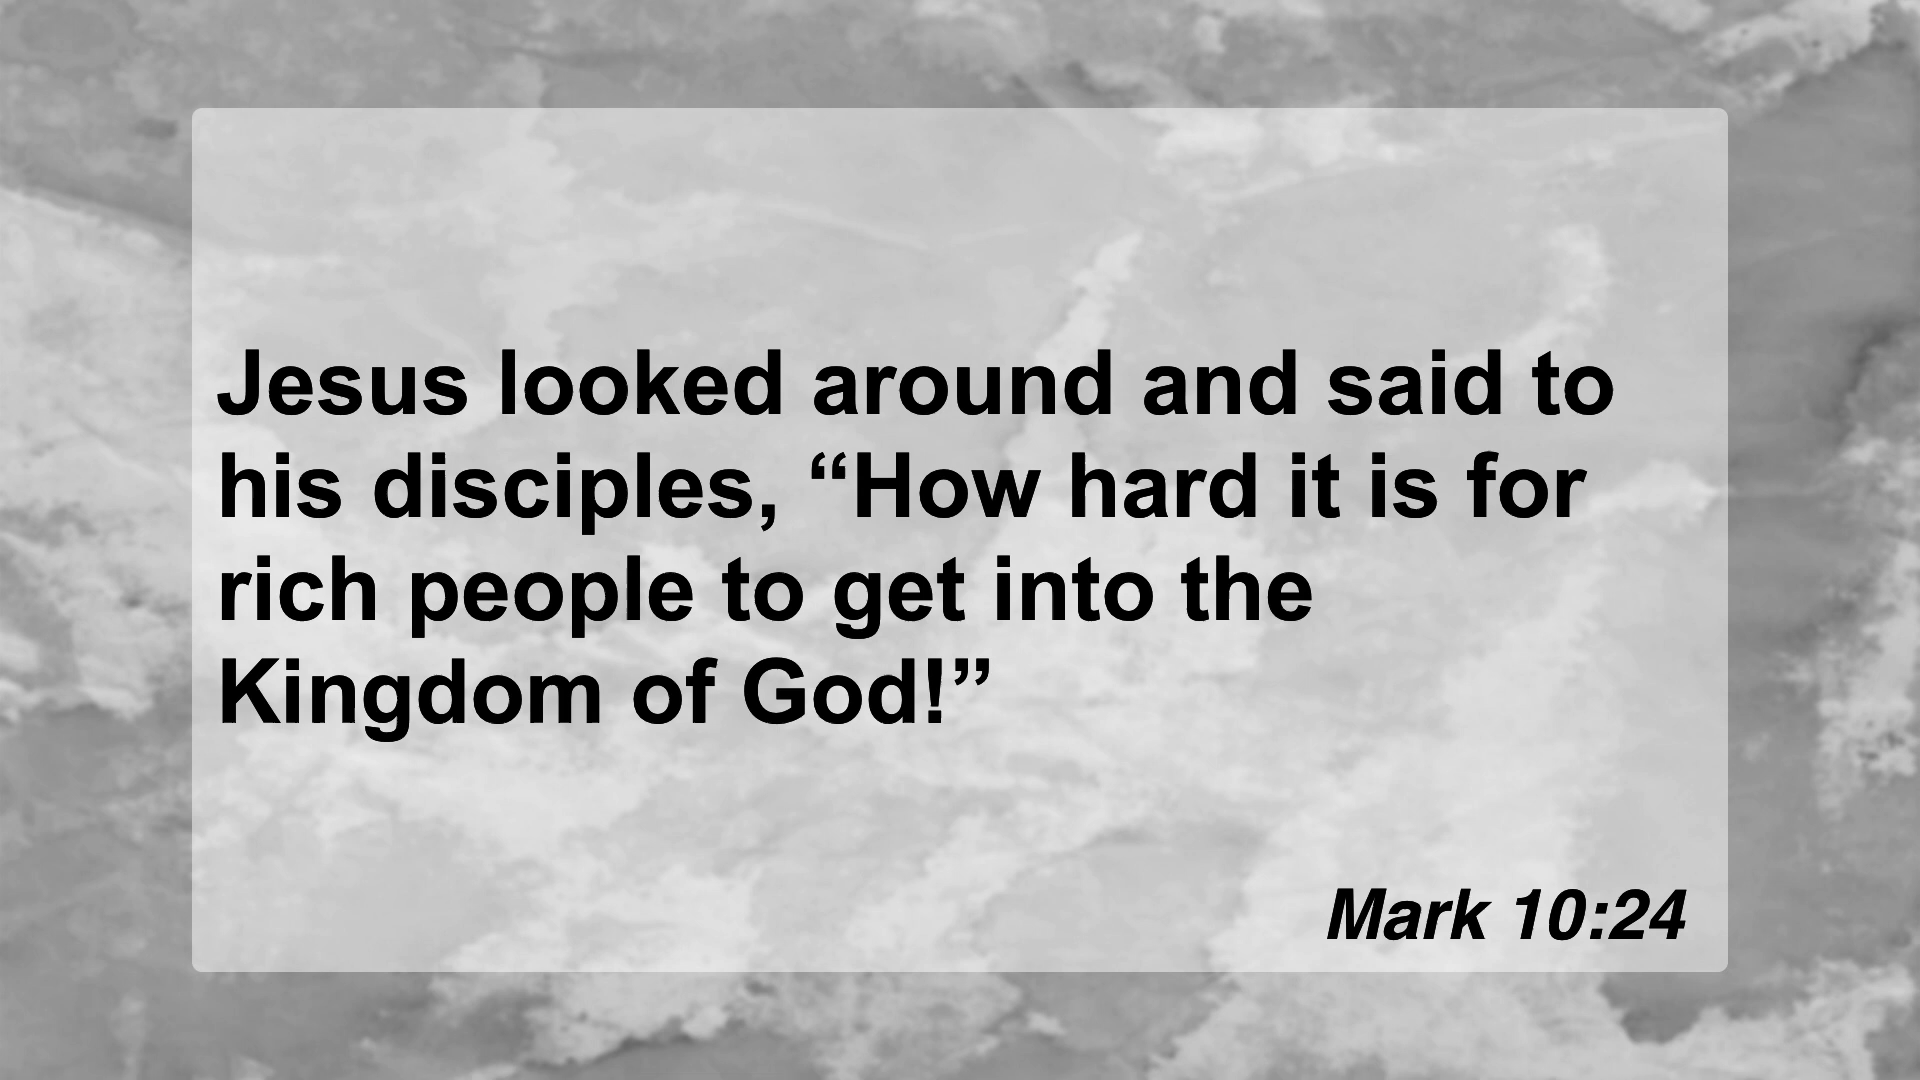 Jesus looked around and said to
his disciples, “How hard it is for
rich people to get into the
Kingdom of God!”
Mark 10:24